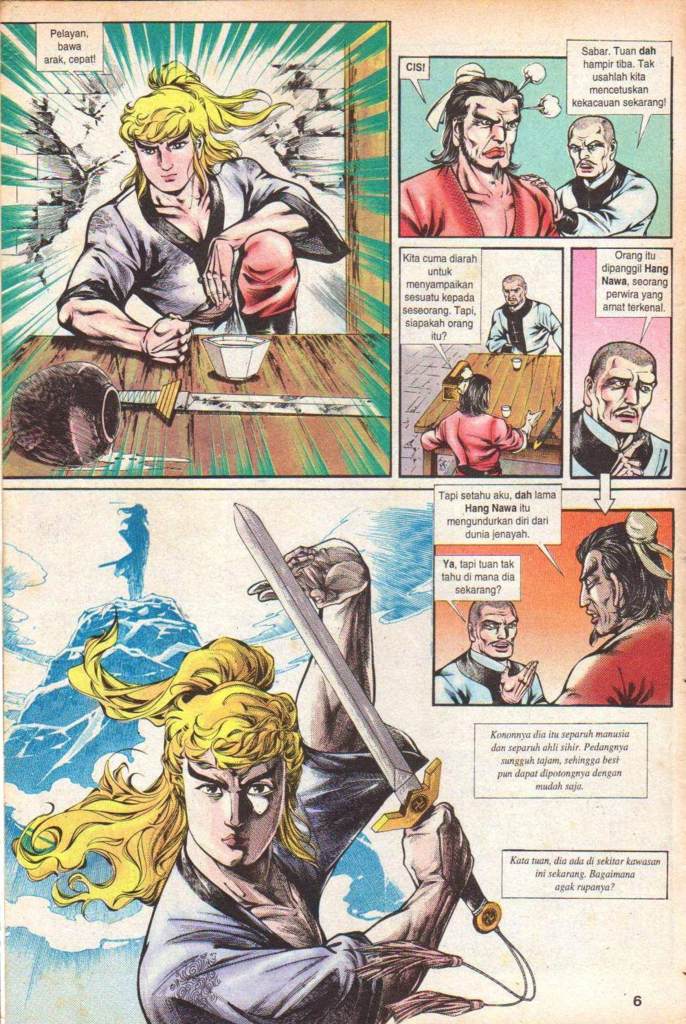 Pelayan,
bawa
arak, cepat!
CIS!
Sabar. Tuan dah
hampir tiba. Tak
usahlah kita
mencetuskan
kekacauan sekarang!
Kita cuma diarah
untuk
menyampaikan
sesuatu kepada
seseorang. Tapi,
siapakah orang
itu?
Orang itu
dipanggil Hang
Nawa, seorang
perwira yang
amat terkenal.
Tapi setahu aku, dah lama
Hang Nawa itu
mengundurkan diri dari
dunia jenayah.
Ya, tapi tuan tak
tahu di mana dia
sekarang?
Kononnya dia itu separuh manusia
dan separuh ahli sihir. Pedangnya
sungguh tajam, sehingga besi
pun dapat dipotongnya dengan
mudah saja.
Kata tuan, dia ada di sekitar kawasan
ini sekarang. Bagaimana
agak rupanya?
6